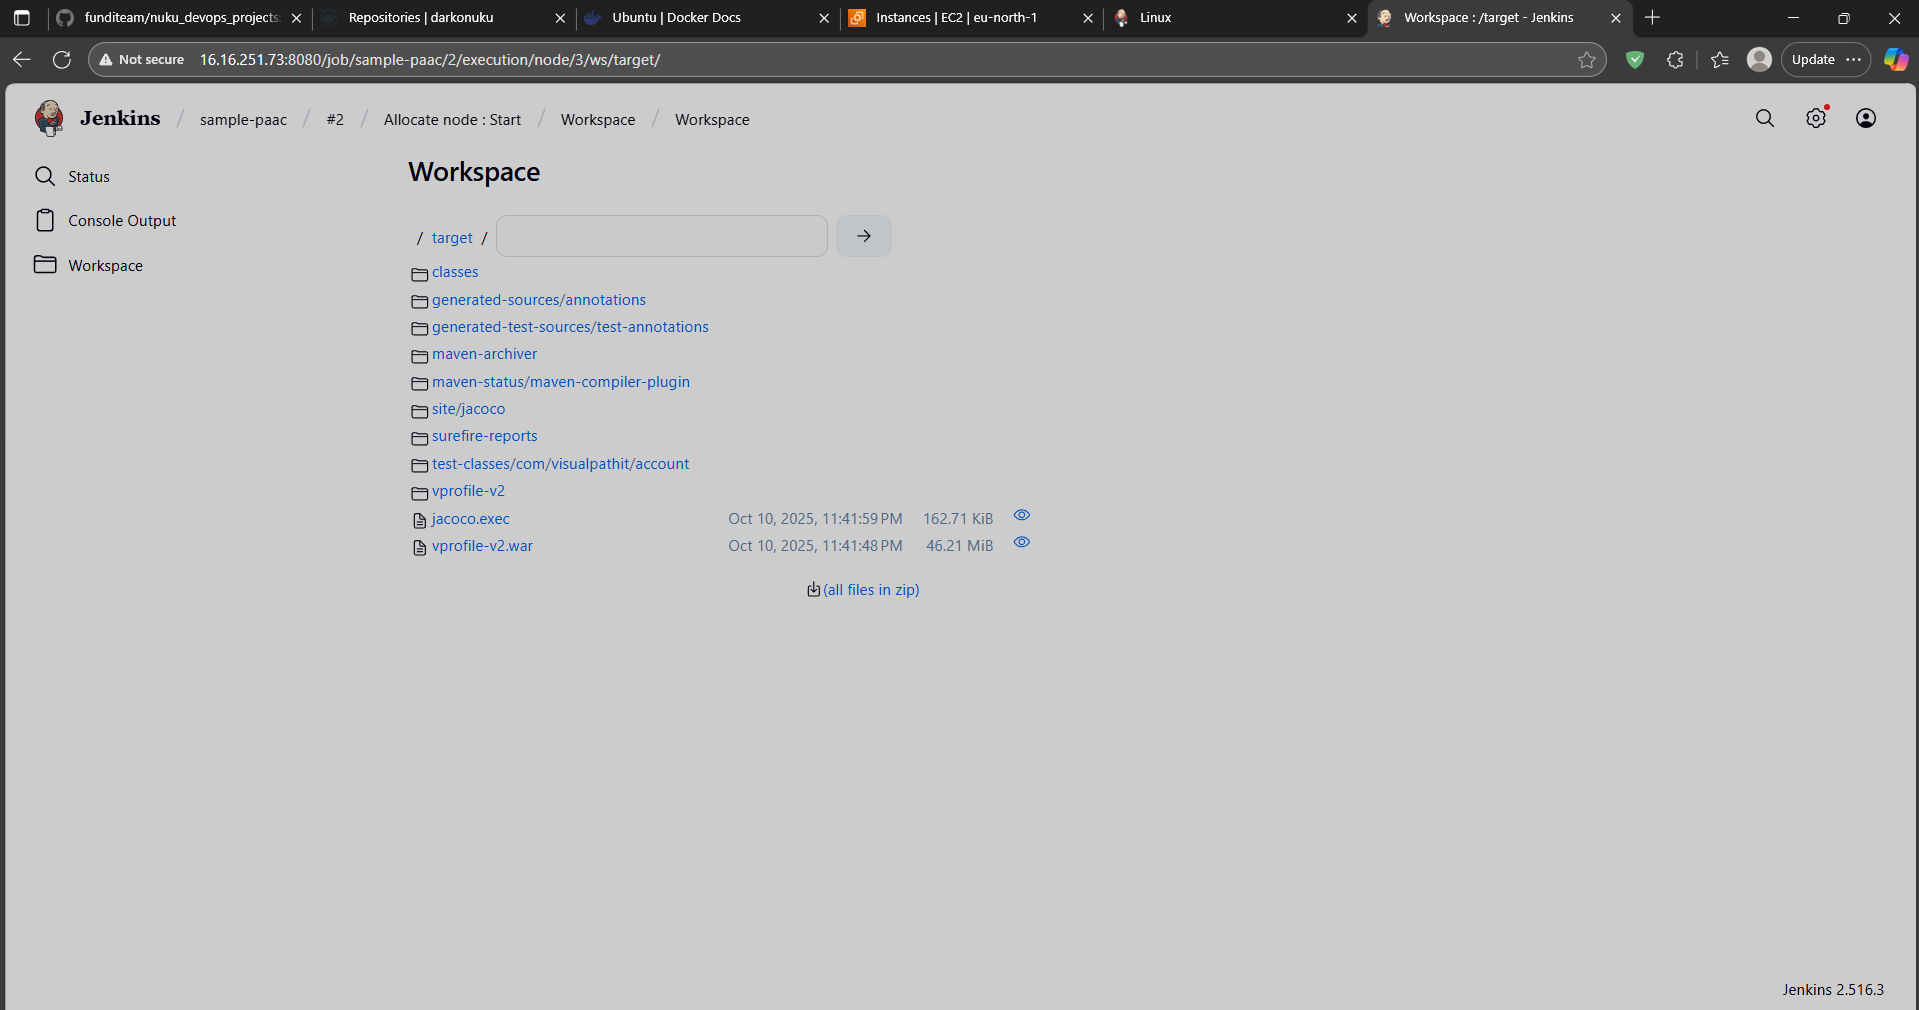 funditeam/nuku_devops_projects:
Repositories | darkonuku
Ubuntu | Docker Docs
Instances | EC2 | eu-north-1
Linux
Workspace : /target - Jenkins
Not secure 16.16.251.73:8080/job/sample-paac/2/execution/node/3/ws/target/
Update
Jenkins / sample-paac / #2 / Allocate node : Start / Workspace / Workspace
Status
Console Output
Workspace
Workspace
/ target /
classes
generated-sources/annotations
generated-test-sources/test-annotations
maven-archiver
maven-status/maven-compiler-plugin
site/jacoco
surefire-reports
test-classes/com/visualpathit/account
vprofile-v2
jacoco.exec Oct 10, 2025, 11:41:59 PM 162.71 KiB
vprofile-v2.war Oct 10, 2025, 11:41:48 PM 46.21 MiB
(all files in zip)
Jenkins 2.516.3